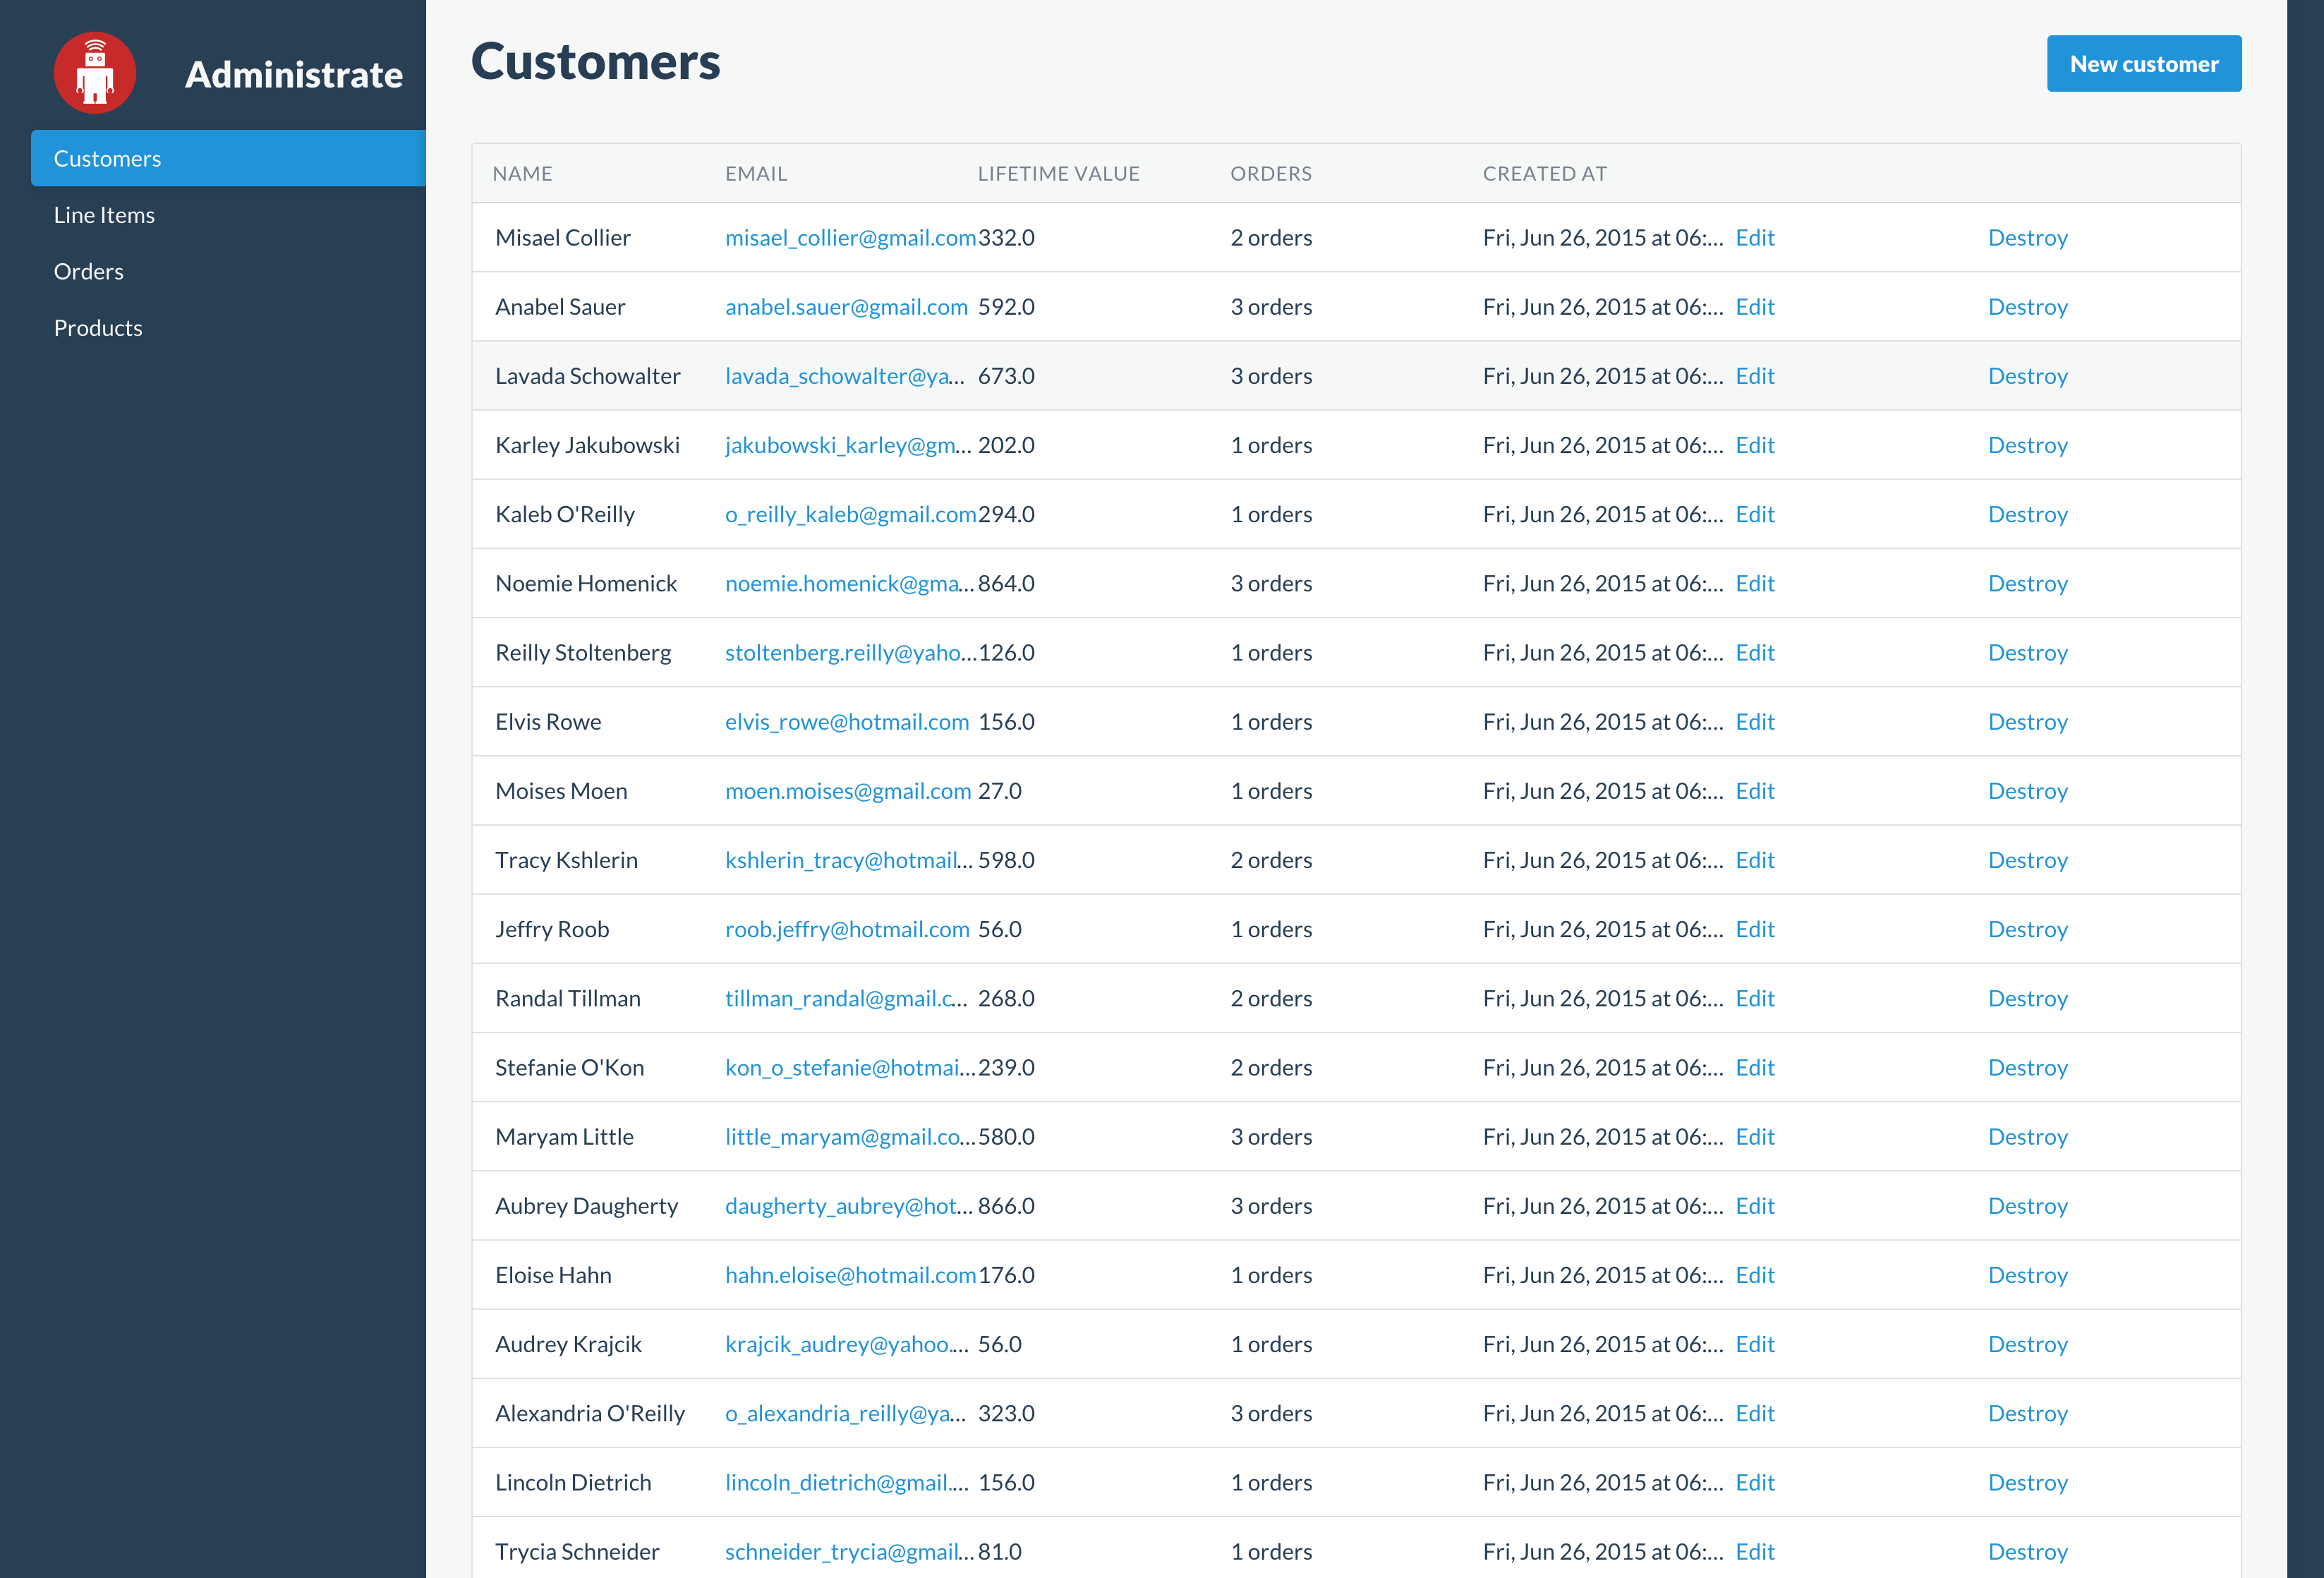 Administrate
Customers
Line Items
Orders
Products
Customers
New customer
NAME EMAIL LIFETIME VALUE ORDERS CREATED AT
Misael Collier misael_collier@gmail.com 332.0 2 orders Fri, Jun 26, 2015 at 06:... Edit Destroy
Anabel Sauer anabel.sauer@gmail.com 592.0 3 orders Fri, Jun 26, 2015 at 06:... Edit Destroy
Lavada Schowalter lavada_schowalter@ya... 673.0 3 orders Fri, Jun 26, 2015 at 06:... Edit Destroy
Karley Jakubowski jakubowski_karley@gm... 202.0 1 orders Fri, Jun 26, 2015 at 06:... Edit Destroy
Kaleb O'Reilly o_reilly_kaleb@gmail.com 294.0 1 orders Fri, Jun 26, 2015 at 06:... Edit Destroy
Noemie Homenick noemie.homenick@gma... 864.0 3 orders Fri, Jun 26, 2015 at 06:... Edit Destroy
Reilly Stoltenberg stoltenberg.reilly@yaho... 126.0 1 orders Fri, Jun 26, 2015 at 06:... Edit Destroy
Elvis Rowe elvis_rowe@hotmail.com 156.0 1 orders Fri, Jun 26, 2015 at 06:... Edit Destroy
Moises Moen moen.moises@gmail.com 27.0 1 orders Fri, Jun 26, 2015 at 06:... Edit Destroy
Tracy Kshlerin kshlerin_tracy@hotmail... 598.0 2 orders Fri, Jun 26, 2015 at 06:... Edit Destroy
Jeffry Roob roob.jeffry@hotmail.com 56.0 1 orders Fri, Jun 26, 2015 at 06:... Edit Destroy
Randal Tillman tillman_randal@gmail.c... 268.0 2 orders Fri, Jun 26, 2015 at 06:... Edit Destroy
Stefanie O'Kon kon_o_stefanie@hotmai... 239.0 2 orders Fri, Jun 26, 2015 at 06:... Edit Destroy
Maryam Little little_maryam@gmail.co... 580.0 3 orders Fri, Jun 26, 2015 at 06:... Edit Destroy
Aubrey Daugherty daugherty_aubrey@hot... 866.0 3 orders Fri, Jun 26, 2015 at 06:... Edit Destroy
Eloise Hahn hahn.eloise@hotmail.com 176.0 1 orders Fri, Jun 26, 2015 at 06:... Edit Destroy
Audrey Krajcik krajcik_audrey@yahoo.... 56.0 1 orders Fri, Jun 26, 2015 at 06:... Edit Destroy
Alexandria O'Reilly o_alexandria_reilly@ya... 323.0 3 orders Fri, Jun 26, 2015 at 06:... Edit Destroy
Lincoln Dietrich lincoln_dietrich@gmail.... 156.0 1 orders Fri, Jun 26, 2015 at 06:... Edit Destroy
Trycia Schneider schneider_trycia@gmail... 81.0 1 orders Fri, Jun 26, 2015 at 06:... Edit Destroy